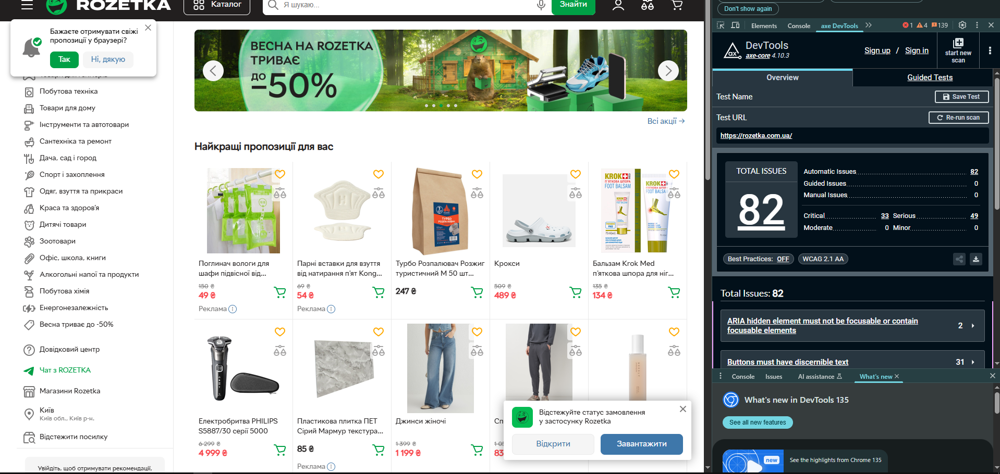 ROZETKA
Каталог
Я шукаю...
Знайти
Бажаєте отримувати свіжі
пропозиції у браузері?
Так
Ні, дякую
Побутова техніка
Товари для дому
Інструменти та автотовари
Сантехніка та ремонт
Дача, сад і город
Спорт і захоплення
Одяг, взуття та прикраси
Краса та здоров'я
Дитячі товари
Зоотовари
Офіс, школа, книги
Алкогольні напої та продукти
Побутова хімія
Енергонезалежність
Весна триває до -50%
Довідковий центр
Чат з ROZETKA
Магазини Rozetka
Київ
Київ обл., Київ р-н.
Відстежити посилку
Увійдіть, щоб отримувати рекомендації,
ВЕСНА НА ROZETKA
ТРИВАЄ
ДО
-50%
Всі акції →
Найкращі пропозиції для вас
KROK MED
П'ЯТКОВА ШПОРА
FOOT BALSAM
ТУРБО
РОЗПАЛЮВАЧ
Поглинач вологи для
шафи підвісної від...
150 ₴
49 ₴
Реклама
Парні вставки для взуття
від натирання п'ят Kong...
69 ₴
54 ₴
Реклама
Турбо Розпалювач Розжиг
туристичний М 50 шт...
247 ₴
Крокси
509 ₴
489 ₴
Бальзам Krok Med
п'яткова шпора для ніг...
135 ₴
134 ₴
Електробритва PHILIPS
S5887/30 серії 5000
6 299 ₴
4 999 ₴
Пластикова плитка ПЕТ
Сірий Мармур текстура...
85 ₴
Реклама
Джинси жіночі
1 399 ₴
1 199 ₴
Сп
1 05
83
Відстежуйте статус замовлення
у застосунку Rozetka
Відкрити
Завантажити
Don't show again
Elements
Console
axe DevTools
1
4
139
ax
DevTools
axe-core 4.10.3
Sign up / Sign in
start new
scan
Overview
Guided Tests
Test Name
Save Test
Test URL
Re-run scan
https://rozetka.com.ua/
TOTAL ISSUES
82
Automatic Issues 82
Guided Issues 0
Manual Issues 0
Critical 33 Serious 49
Moderate 0 Minor 0
Best Practices: OFF
WCAG 2.1 AA
Total Issues: 82
ARIA hidden element must not be focusable or contain
focusable elements
2
Buttons must have discernible text
31
Console
Issues
AI assistance
What's new
What's new in DevTools 135
See all new features
new
See the highlights from Chrome 135